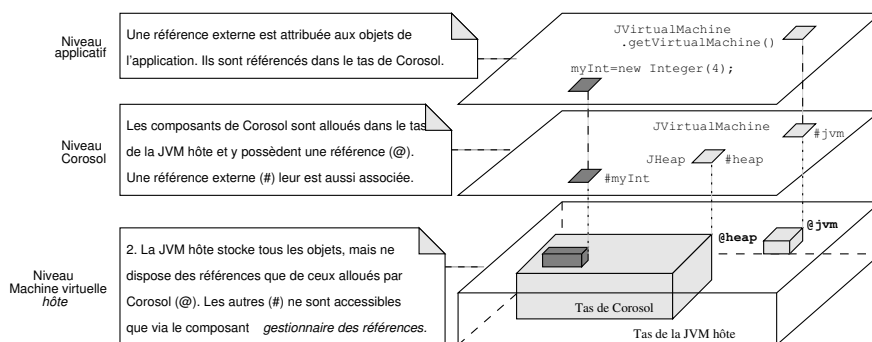 Niveau
applicatif
Une référence externe est attribuée aux objets de
l'application. Ils sont référencés dans le tas de Corosol.
JVirtualMachine
.getVirtualMachine()
myInt=new Integer(4);
Niveau
Corosol
Les composants de Corosol sont alloués dans le tas
de la JVM hôte et y possèdent une référence (@).
Une référence externe (#) leur est aussi associée.
JVirtualMachine
#jvm
JHeap
#heap
#myInt
Niveau
Machine virtuelle
hôte
2. La JVM hôte stocke tous les objets, mais ne
dispose des références que de ceux alloués par
Corosol (@). Les autres (#) ne sont accessibles
que via le composant gestionnaire des références.
@heap
@jvm
Tas de Corosol
Tas de la JVM hôte